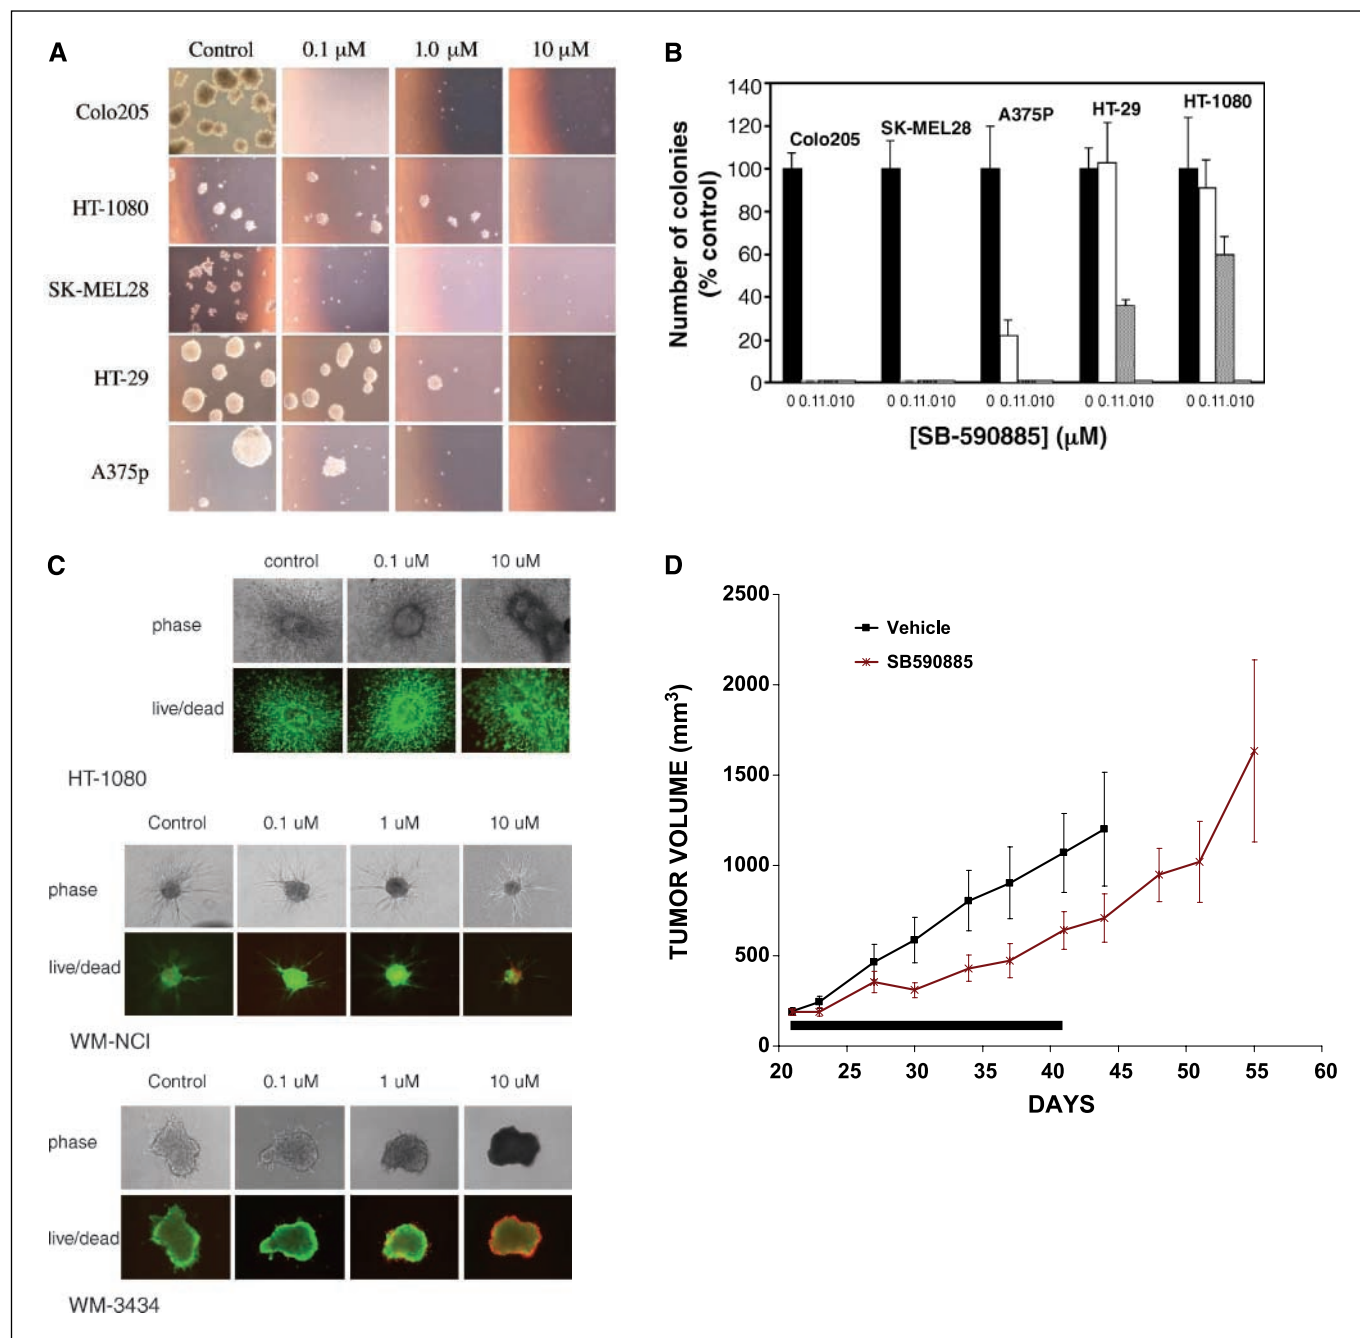 A
Control 0.1 µM 1.0 µM 10 µM
Colo205
HT-1080
SK-MEL28
HT-29
A375p
B
Number of colonies
(% control)
140
120
100
80
60
40
20
0
Colo205
SK-MEL28
A375P
HT-29
HT-1080
0 0.11.010 0 0.11.010 0 0.11.010 0 0.11.010 0 0.11.010
[SB-590885] (µM)
C
control 0.1 uM 10 uM
phase
live/dead
HT-1080
Control 0.1 uM 1 uM 10 uM
phase
live/dead
WM-NCI
Control 0.1 uM 1 uM 10 uM
phase
live/dead
WM-3434
D
TUMOR VOLUME (mm³)
2500
2000
1500
1000
500
0
Vehicle
SB590885
20 25 30 35 40 45 50 55 60
DAYS